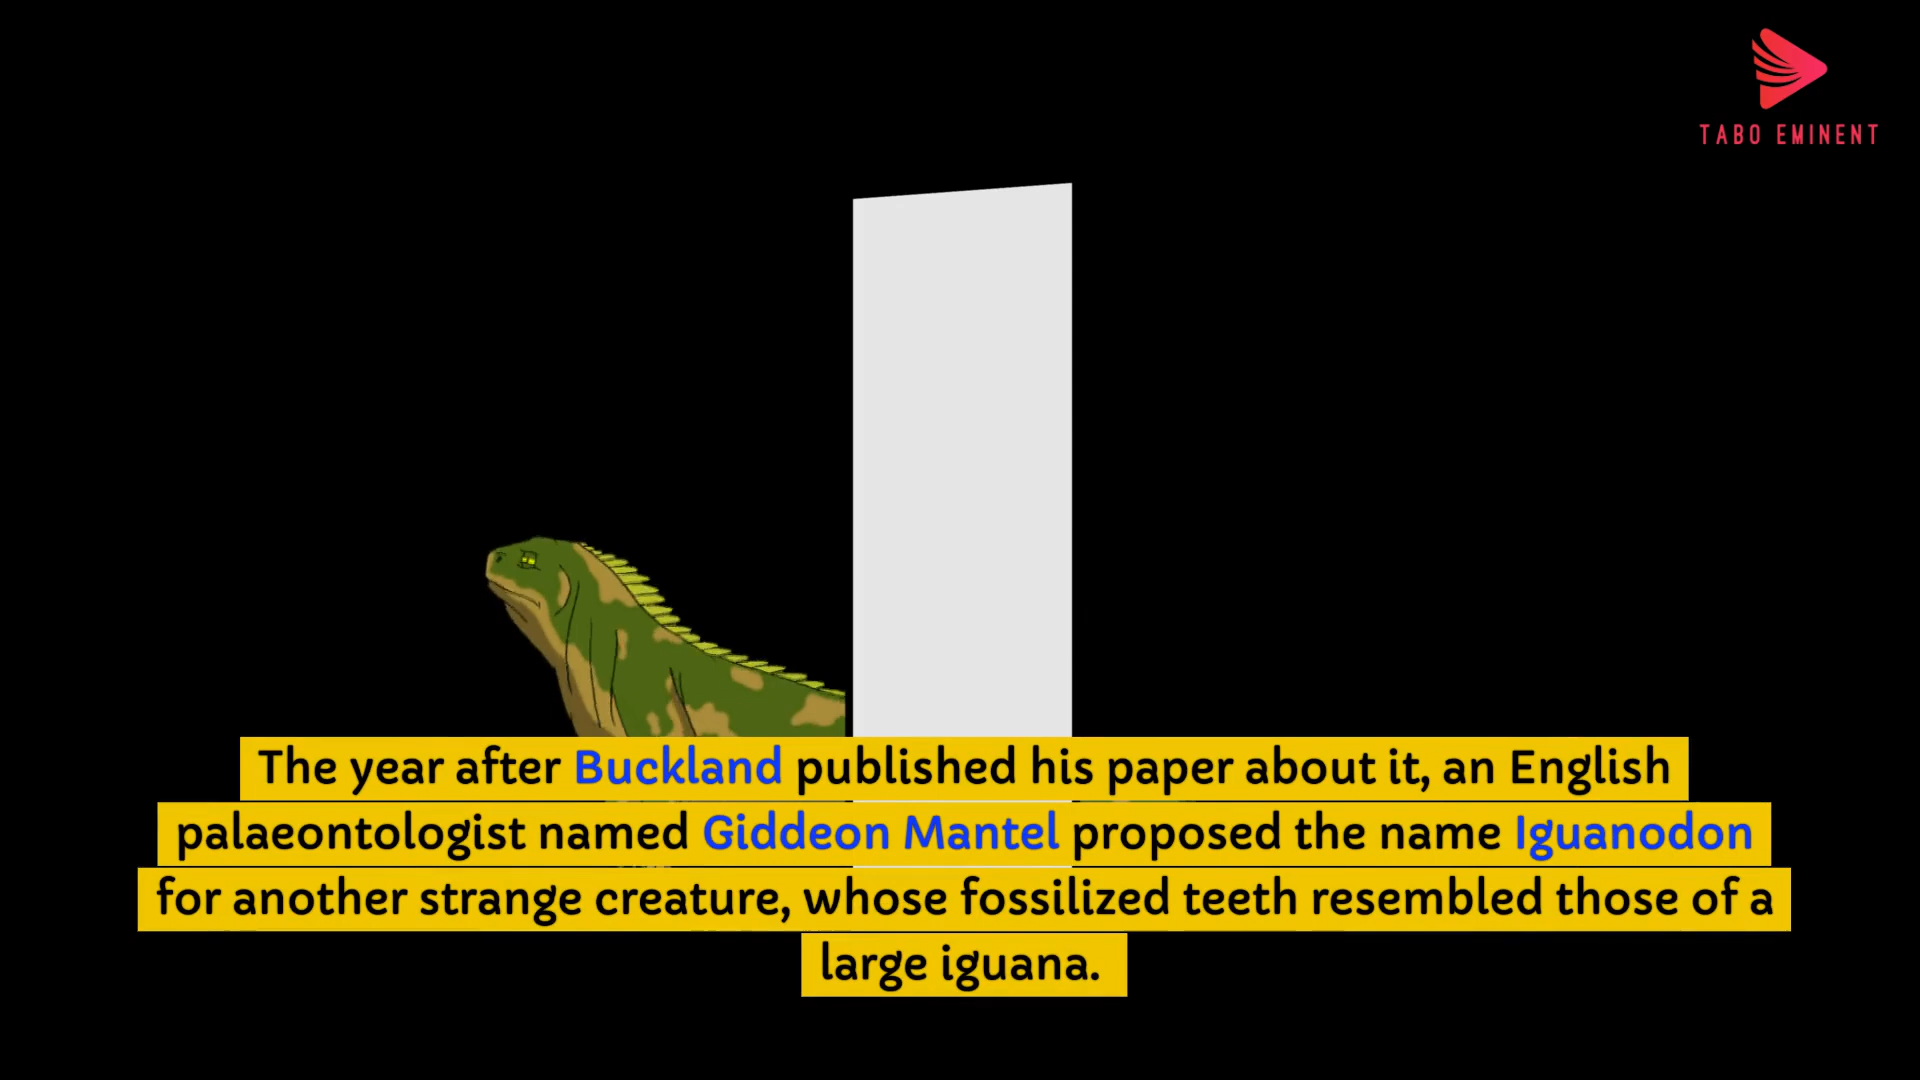 TABO EMINENT
The year after Buckland published his paper about it, an English
palaeontologist named Giddeon Mantel proposed the name Iguanodon
for another strange creature, whose fossilized teeth resembled those of a
large iguana.